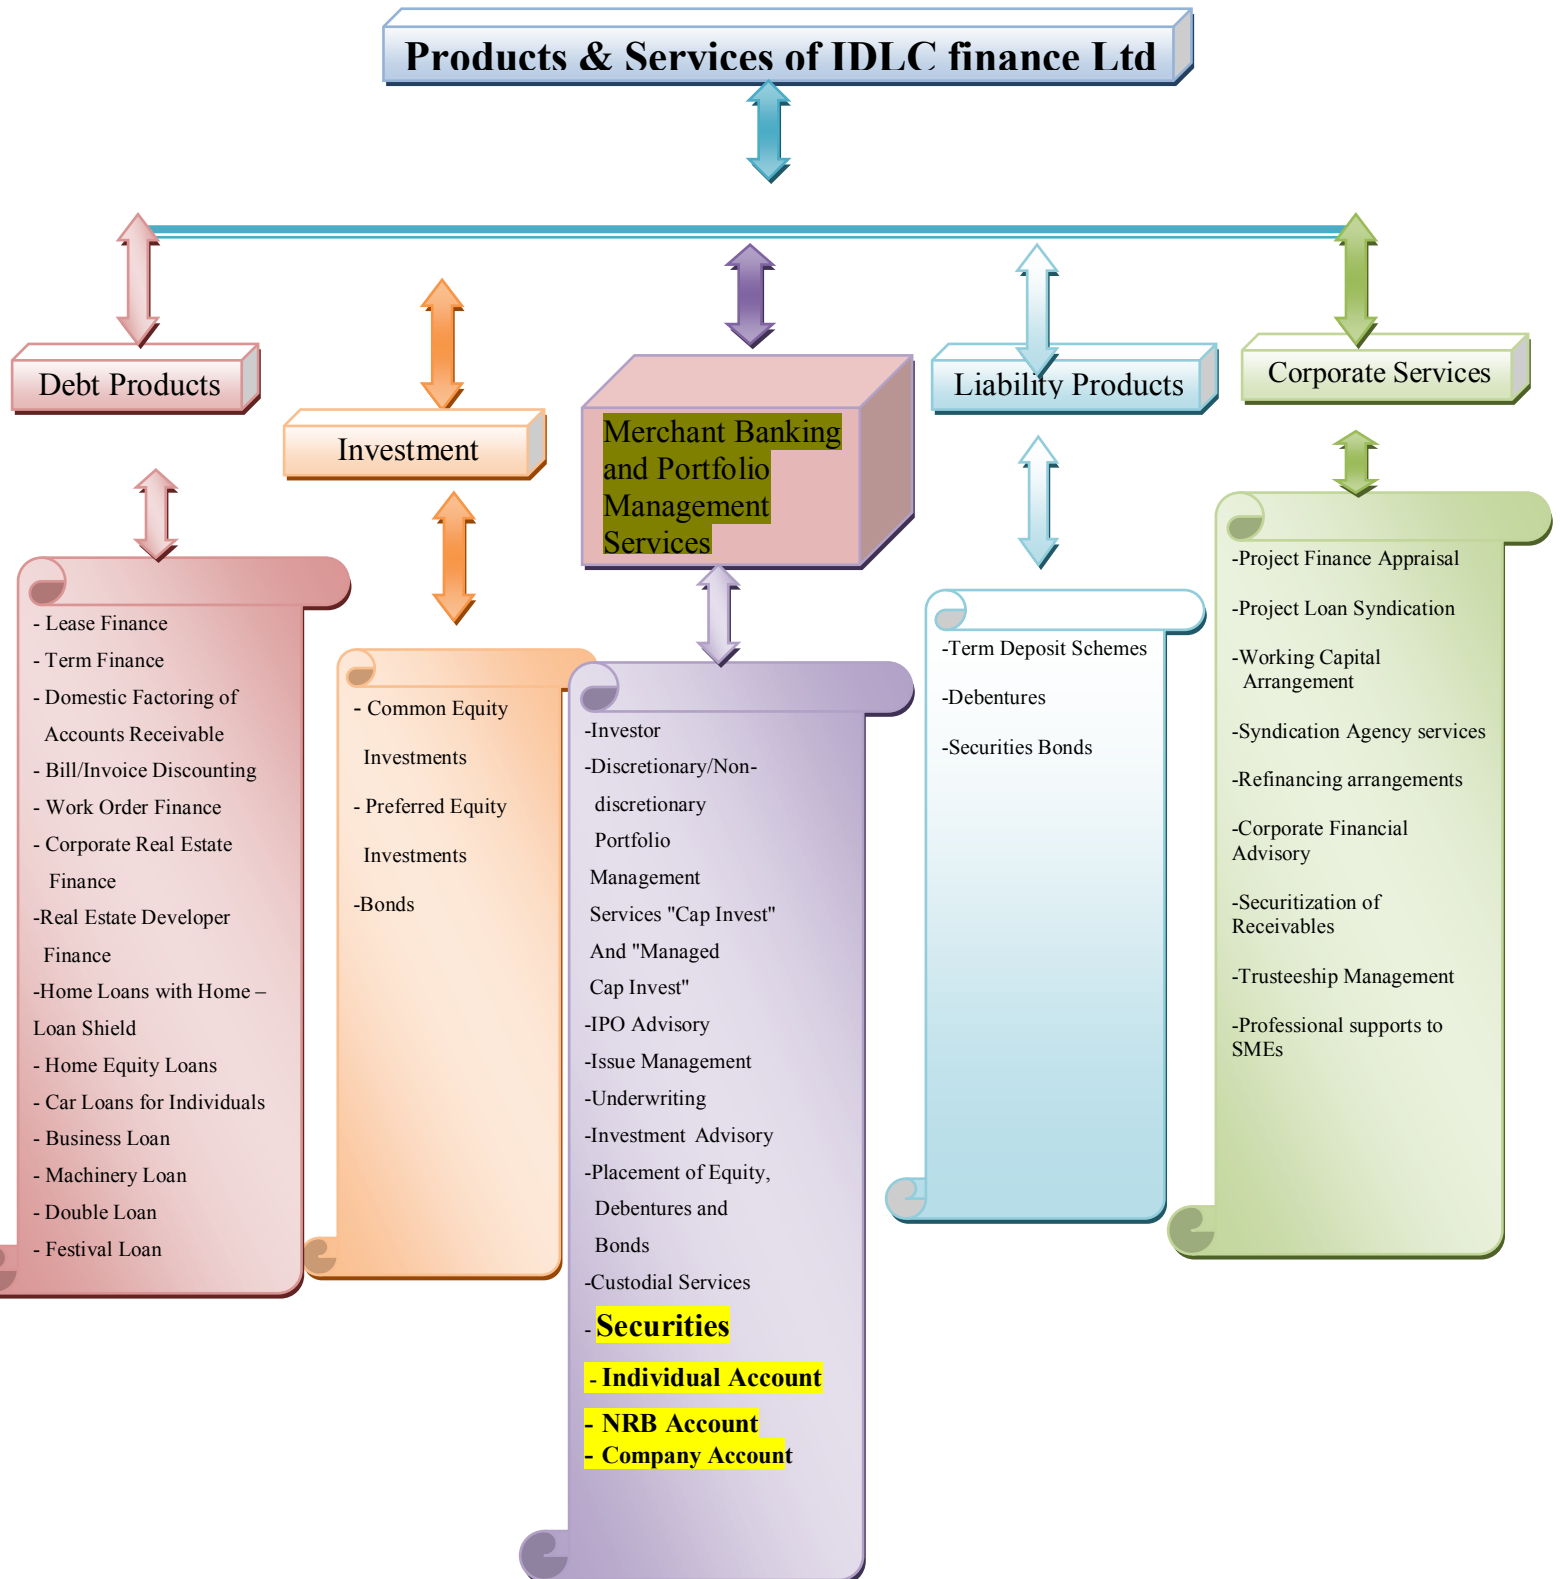 Products & Services of IDLC finance Ltd
Debt Products
Investment
Merchant Banking
and Portfolio
Management
Services
Liability Products
Corporate Services
- Lease Finance
- Term Finance
- Domestic Factoring of
Accounts Receivable
- Bill/Invoice Discounting
- Work Order Finance
- Corporate Real Estate
Finance
-Real Estate Developer
Finance
-Home Loans with Home –
Loan Shield
- Home Equity Loans
- Car Loans for Individuals
- Business Loan
- Machinery Loan
- Double Loan
- Festival Loan
- Common Equity
Investments
- Preferred Equity
Investments
-Bonds
-Investor
-Discretionary/Non-
discretionary
Portfolio
Management
Services "Cap Invest"
And "Managed
Cap Invest"
-IPO Advisory
-Issue Management
-Underwriting
-Investment Advisory
-Placement of Equity,
Debentures and
Bonds
-Custodial Services
- Securities
- Individual Account
- NRB Account
- Company Account
-Term Deposit Schemes
-Debentures
-Securities Bonds
-Project Finance Appraisal
-Project Loan Syndication
-Working Capital
Arrangement
-Syndication Agency services
-Refinancing arrangements
-Corporate Financial
Advisory
-Securitization of
Receivables
-Trusteeship Management
-Professional supports to
SMEs